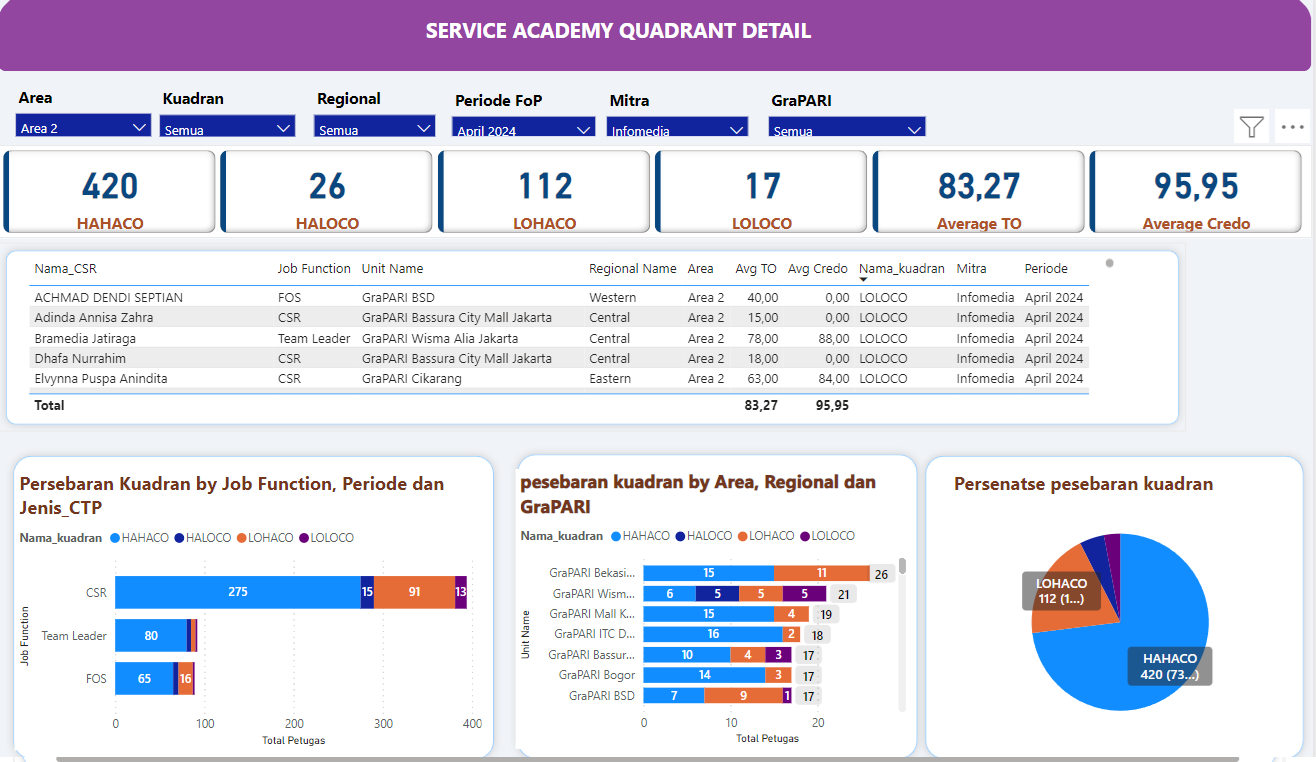 SERVICE ACADEMY QUADRANT DETAIL
Area Kuadran Regional Periode FoP Mitra GraPARI
Area 2 Semua Semua April 2024 Infomedia Semua
420 26 112 17 83,27 95,95
HAHACO HALOCO LOHACO LOLOCO Average TO Average Credo
Nama_CSR Job Function Unit Name Regional Name Area Avg TO Avg Credo Nama_kuadran Mitra Periode
ACHMAD DENDI SEPTIAN FOS GraPARI BSD Western Area 2 40,00 0,00 LOLOCO Infomedia April 2024
Adinda Annisa Zahra CSR GraPARI Bassura City Mall Jakarta Central Area 2 15,00 0,00 LOLOCO Infomedia April 2024
Bramedia Jatiraga Team Leader GraPARI Wisma Alia Jakarta Central Area 2 78,00 88,00 LOLOCO Infomedia April 2024
Dhafa Nurrahim CSR GraPARI Bassura City Mall Jakarta Central Area 2 18,00 0,00 LOLOCO Infomedia April 2024
Elvynna Puspa Anindita CSR GraPARI Cikarang Eastern Area 2 63,00 84,00 LOLOCO Infomedia April 2024
Total 83,27 95,95
Persebaran Kuadran by Job Function, Periode dan
Jenis_CTP
Nama_kuadran HAHACO HALOCO LOHACO LOLOCO
Job Function
CSR 275 15 91 13
Team Leader 80
FOS 65 16
0 100 200 300 400
Total Petugas
pesebaran kuadran by Area, Regional dan
GraPARI
Nama_kuadran HAHACO HALOCO LOHACO LOLOCO
Unit Name
GraPARI Bekasi... 15 11 26
GraPARI Wism... 6 5 5 5 21
GraPARI Mall K... 15 4 19
GraPARI ITC D... 16 2 18
GraPARI Bassur... 10 4 3 17
GraPARI Bogor 14 3 17
GraPARI BSD 7 9 1 17
0 10 20
Total Petugas
Persenatse pesebaran kuadran
LOHACO
112 (1...)
HAHACO
420 (73...)